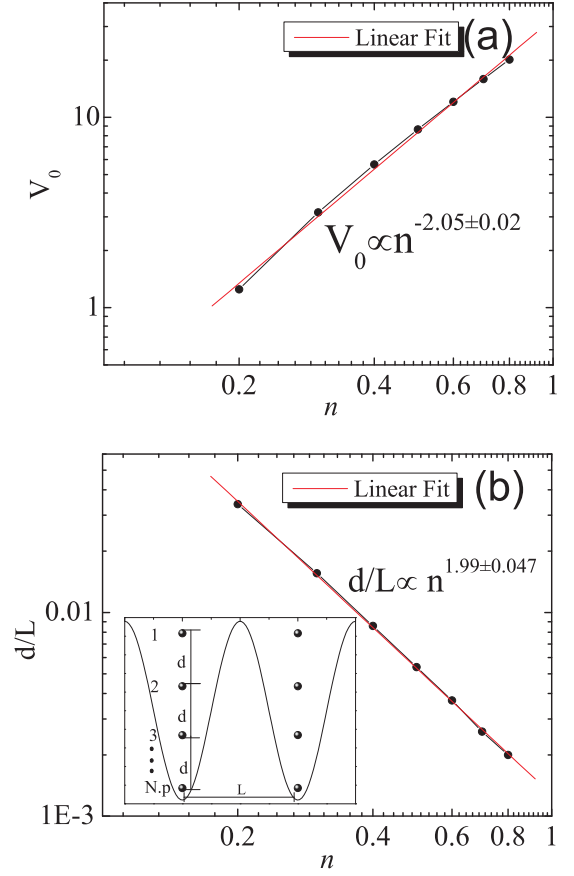 Linear Fit
(a)
10
1
V0
V0∝n-2.05±0.02
0.2
0.4
0.6
0.8
1
n
Linear Fit
(b)
0.01
1E-3
d/L
d/L∝ n1.99±0.047
1
2
3
N.p
d
d
d
L
0.2
0.4
0.6
0.8
1
n